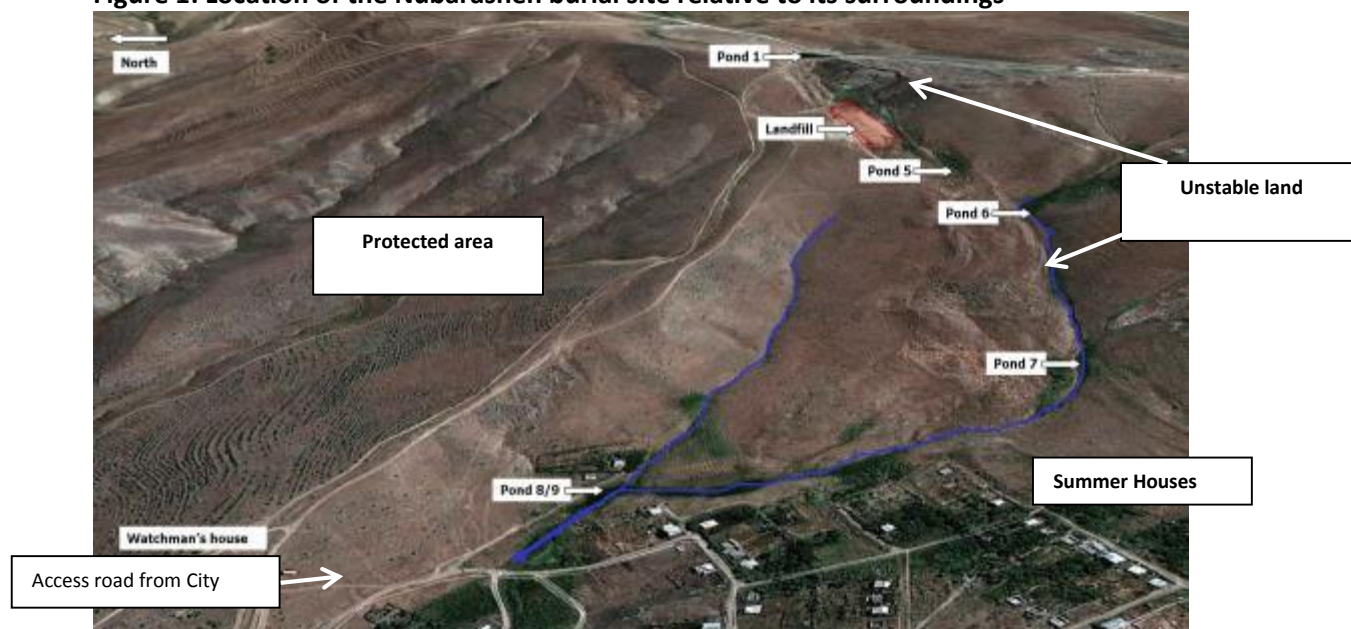 Figure 1: Location of the Nubarashen burial site relative to its surroundings
North
Pond 1
Landfill
Pond 5
Unstable land
Pond 6
Protected area
Pond 7
Summer Houses
Pond 8/9
Watchman's house
Access road from City